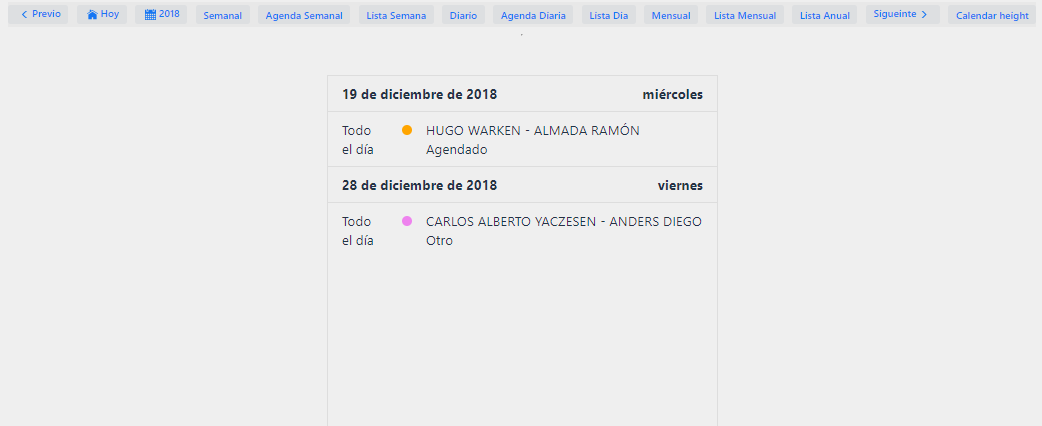 Previo Hoy 2018 Semanal Agenda Semanal Lista Semana Diario Agenda Diaria Lista Dia Mensual Lista Mensual Lista Anual Sigueinte Calendar height
.
19 de diciembre de 2018 miércoles
Todo el día HUGO WARKEN - ALMADA RAMÓN
Agendado
28 de diciembre de 2018 viernes
Todo el día CARLOS ALBERTO YACZESEN - ANDERS DIEGO
Otro